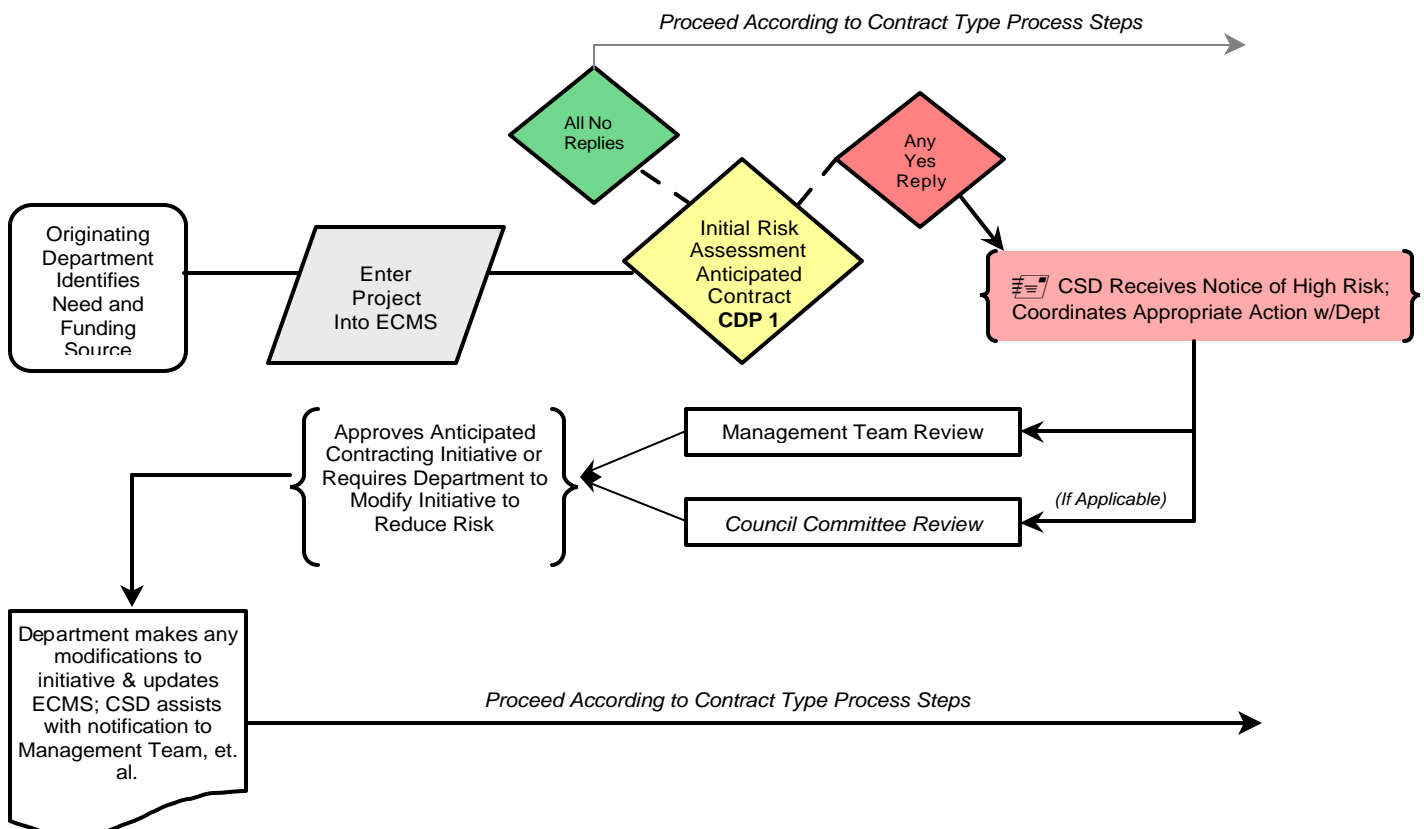 Proceed According to Contract Type Process Steps
All No
Replies
Any
Yes
Reply
Originating
Department
Identifies
Need and
Funding
Source
Enter
Project
Into ECMS
Initial Risk
Assessment
Anticipated
Contract
CDP 1
CSD Receives Notice of High Risk;
Coordinates Appropriate Action w/Dept
Management Team Review
(If Applicable)
Council Committee Review
Approves Anticipated
Contracting Initiative or
Requires Department to
Modify Initiative to
Reduce Risk
Department makes any
modifications to
initiative & updates
ECMS; CSD assists
with notification to
Management Team, et.
al.
Proceed According to Contract Type Process Steps